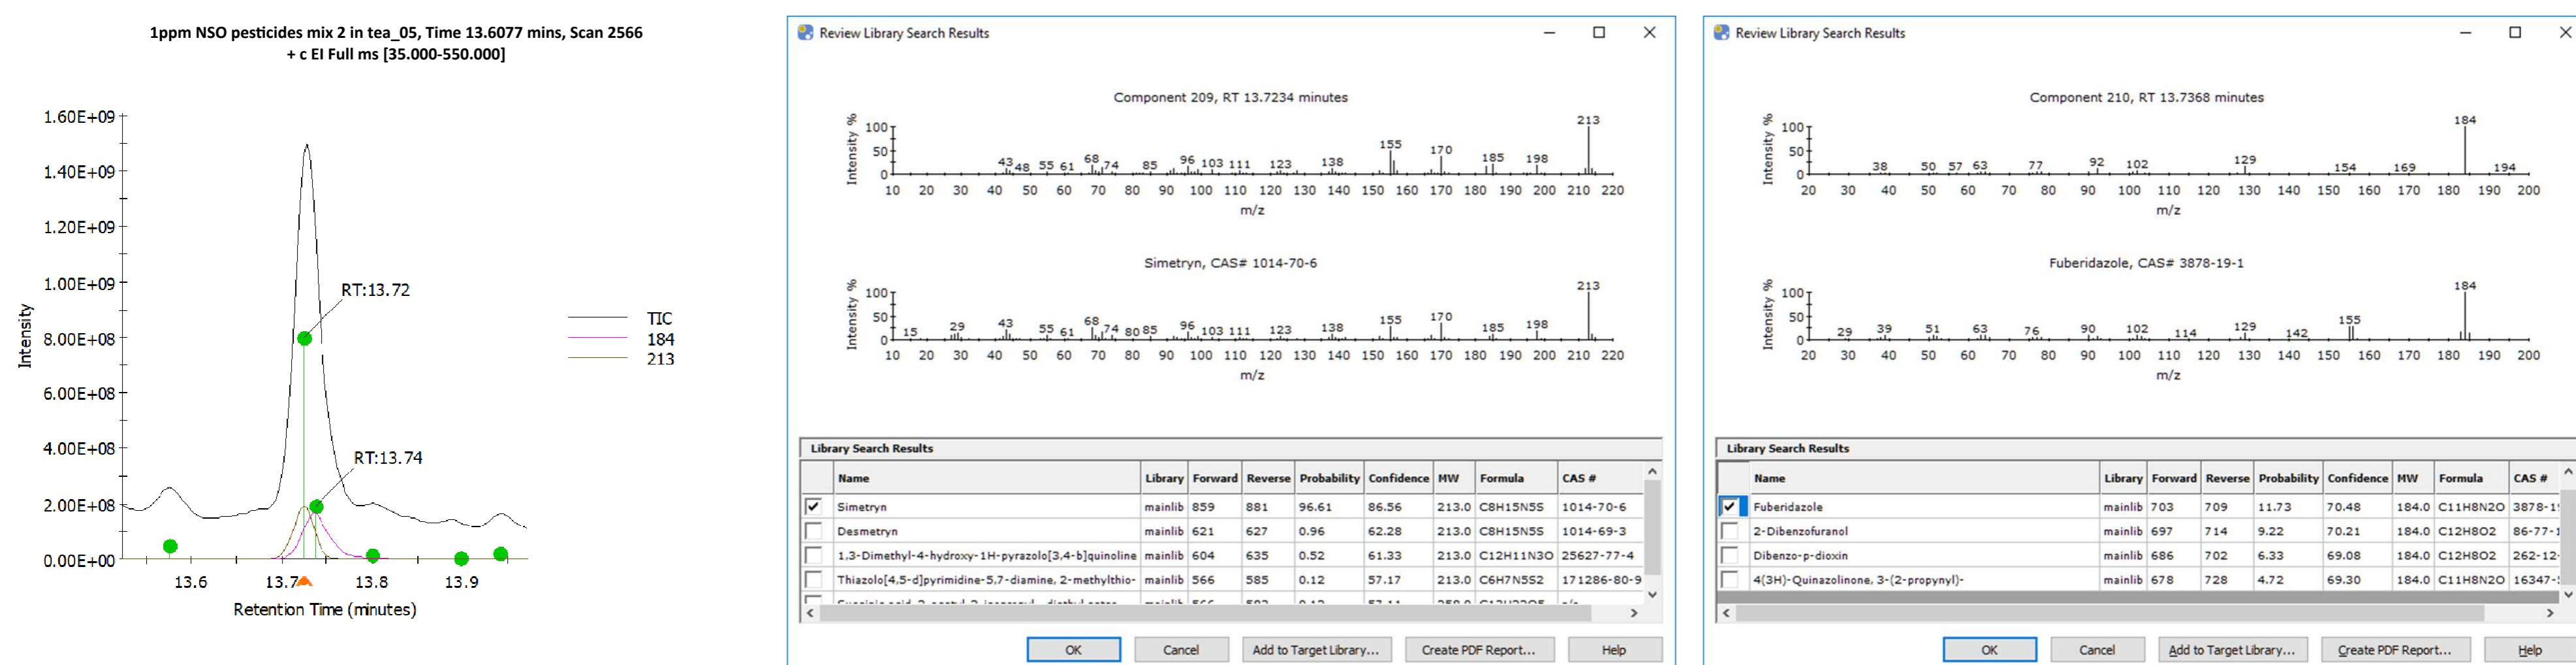 1ppm NSO pesticides mix 2 in tea_05, Time 13.6077 mins, Scan 2566
+ c EI Full ms [35.000-550.000]
1.60E+09
1.40E+09
1.20E+09
1.00E+09
8.00E+08
6.00E+08
4.00E+08
2.00E+08
0.00E+00
Intensity
RT:13.72
RT:13.74
13.6 13.7 13.8 13.9
Retention Time (minutes)
TIC
184
213
Review Library Search Results
Component 209, RT 13.7234 minutes
Intensity %
100
50
0
43 48 55 61 68 74 85 96 103 111 123 138 155 170 185 198 213
10 20 30 40 50 60 70 80 90 100 110 120 130 140 150 160 170 180 190 200 210 220
m/z
Simetryn, CAS# 1014-70-6
Intensity %
100
50
0
15 29 43 55 61 68 74 80 85 96 103 111 123 138 155 170 185 198 213
10 20 30 40 50 60 70 80 90 100 110 120 130 140 150 160 170 180 190 200 210 220
m/z
Library Search Results
Name Library Forward Reverse Probability Confidence MW Formula CAS #
Simetryn mainlib 859 881 96.61 86.56 213.0 C8H15N5S 1014-70-6
Desmetryn mainlib 621 627 0.96 62.28 213.0 C8H15N5S 1014-69-3
1,3-Dimethyl-4-hydroxy-1H-pyrazolo[3,4-b]quinoline mainlib 604 635 0.52 61.33 213.0 C12H11N3O 25627-77-4
Thiazolo[4,5-d]pyrimidine-5,7-diamine, 2-methylthio- mainlib 566 585 0.12 57.17 213.0 C6H7N5S2 171286-80-9
OK Cancel Add to Target Library... Create PDF Report... Help
Review Library Search Results
Component 210, RT 13.7368 minutes
Intensity %
100
50
0
38 50 57 63 77 92 102 129 154 169 184 194
20 30 40 50 60 70 80 90 100 110 120 130 140 150 160 170 180 190 200
m/z
Fuberidazole, CAS# 3878-19-1
Intensity %
100
50
0
29 39 51 63 76 90 102 114 129 142 155 184
20 30 40 50 60 70 80 90 100 110 120 130 140 150 160 170 180 190 200
m/z
Library Search Results
Name Library Forward Reverse Probability Confidence MW Formula CAS #
Fuberidazole mainlib 703 709 11.73 70.48 184.0 C11H8N2O 3878-1
2-Dibenzofuranol mainlib 697 714 9.22 70.21 184.0 C12H8O2 86-77-1
Dibenzo-p-dioxin mainlib 686 702 6.33 69.08 184.0 C12H8O2 262-12-
4(3H)-Quinazolinone, 3-(2-propynyl)- mainlib 678 728 4.72 69.30 184.0 C11H8N2O 16347-
OK Cancel Add to Target Library... Create PDF Report... Help